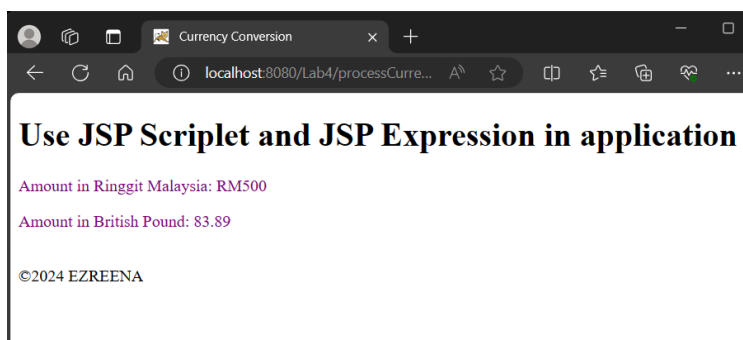 Currency Conversion
localhost:8080/Lab4/processCurre...
Use JSP Scriplet and JSP Expression in application
Amount in Ringgit Malaysia: RM500
Amount in British Pound: 83.89
©2024 EZREENA